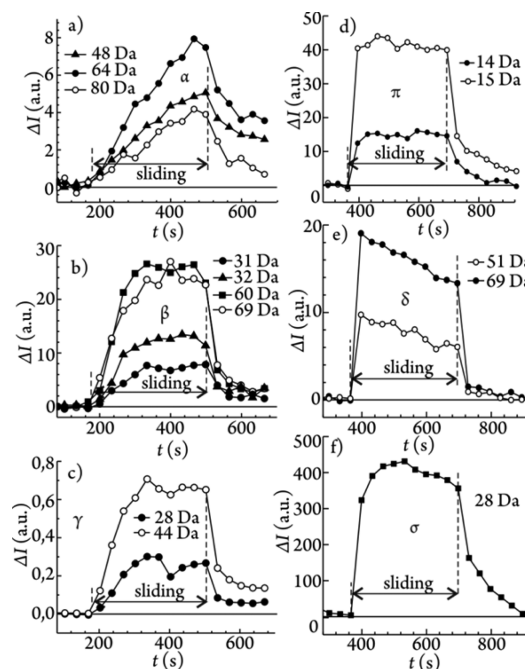 a)
8
6
4
2
0
ΔI (a.u.)
48 Da
64 Da
80 Da
α
sliding
200 400 600
t (s)
b)
30
20
10
0
ΔI (a.u.)
31 Da
32 Da
60 Da
69 Da
β
sliding
200 400 600
t (s)
c)
0,8
0,6
0,4
0,2
0,0
ΔI (a.u.)
γ
28 Da
44 Da
sliding
200 400 600
t (s)
d)
50
40
30
20
10
0
ΔI (a.u.)
14 Da
15 Da
π
sliding
400 600 800
t (s)
e)
20
10
0
ΔI (a.u.)
51 Da
69 Da
δ
sliding
400 600 800
t (s)
f)
500
400
300
200
100
0
ΔI (a.u.)
28 Da
σ
sliding
400 600 800
t (s)